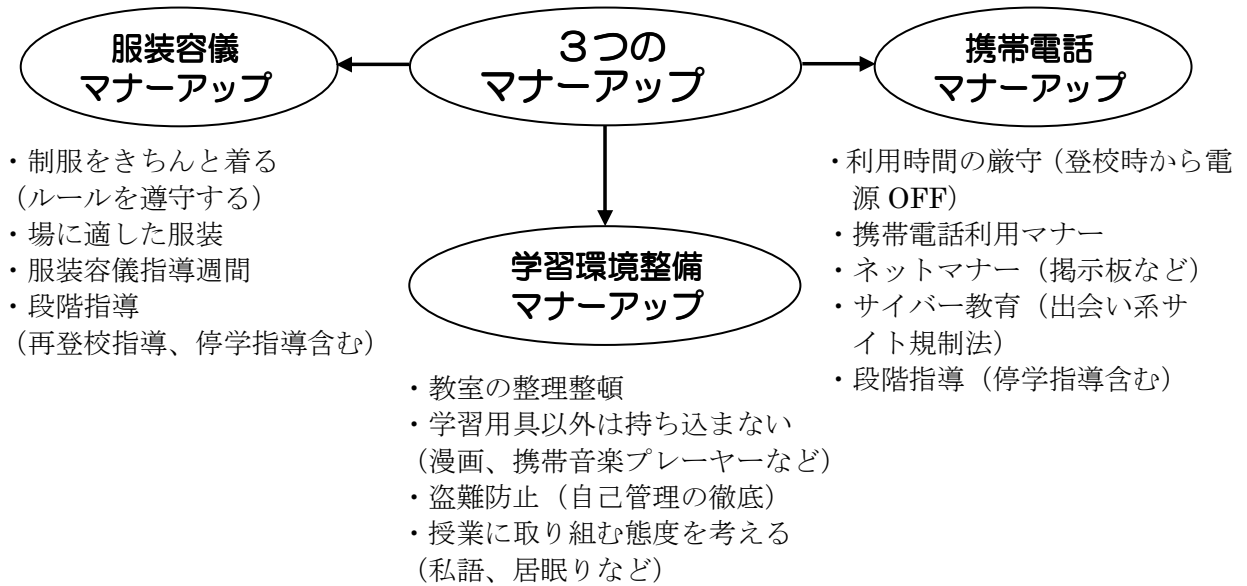 ３つの
マナーアップ
服装容儀
マナーアップ
・制服をきちんと着る
（ルールを遵守する）
・場に適した服装
・服装容儀指導週間
・段階指導
（再登校指導、停学指導含む）
学習環境整備
マナーアップ
・教室の整理整頓
・学習用具以外は持ち込まない
（漫画、携帯音楽プレーヤーなど）
・盗難防止（自己管理の徹底）
・授業に取り組む態度を考える
（私語、居眠りなど）
携帯電話
マナーアップ
・利用時間の厳守（登校時から電
源 OFF）
・携帯電話利用マナー
・ネットマナー（掲示板など）
・サイバー教育（出会い系サ
イト規制法）
・段階指導（停学指導含む）